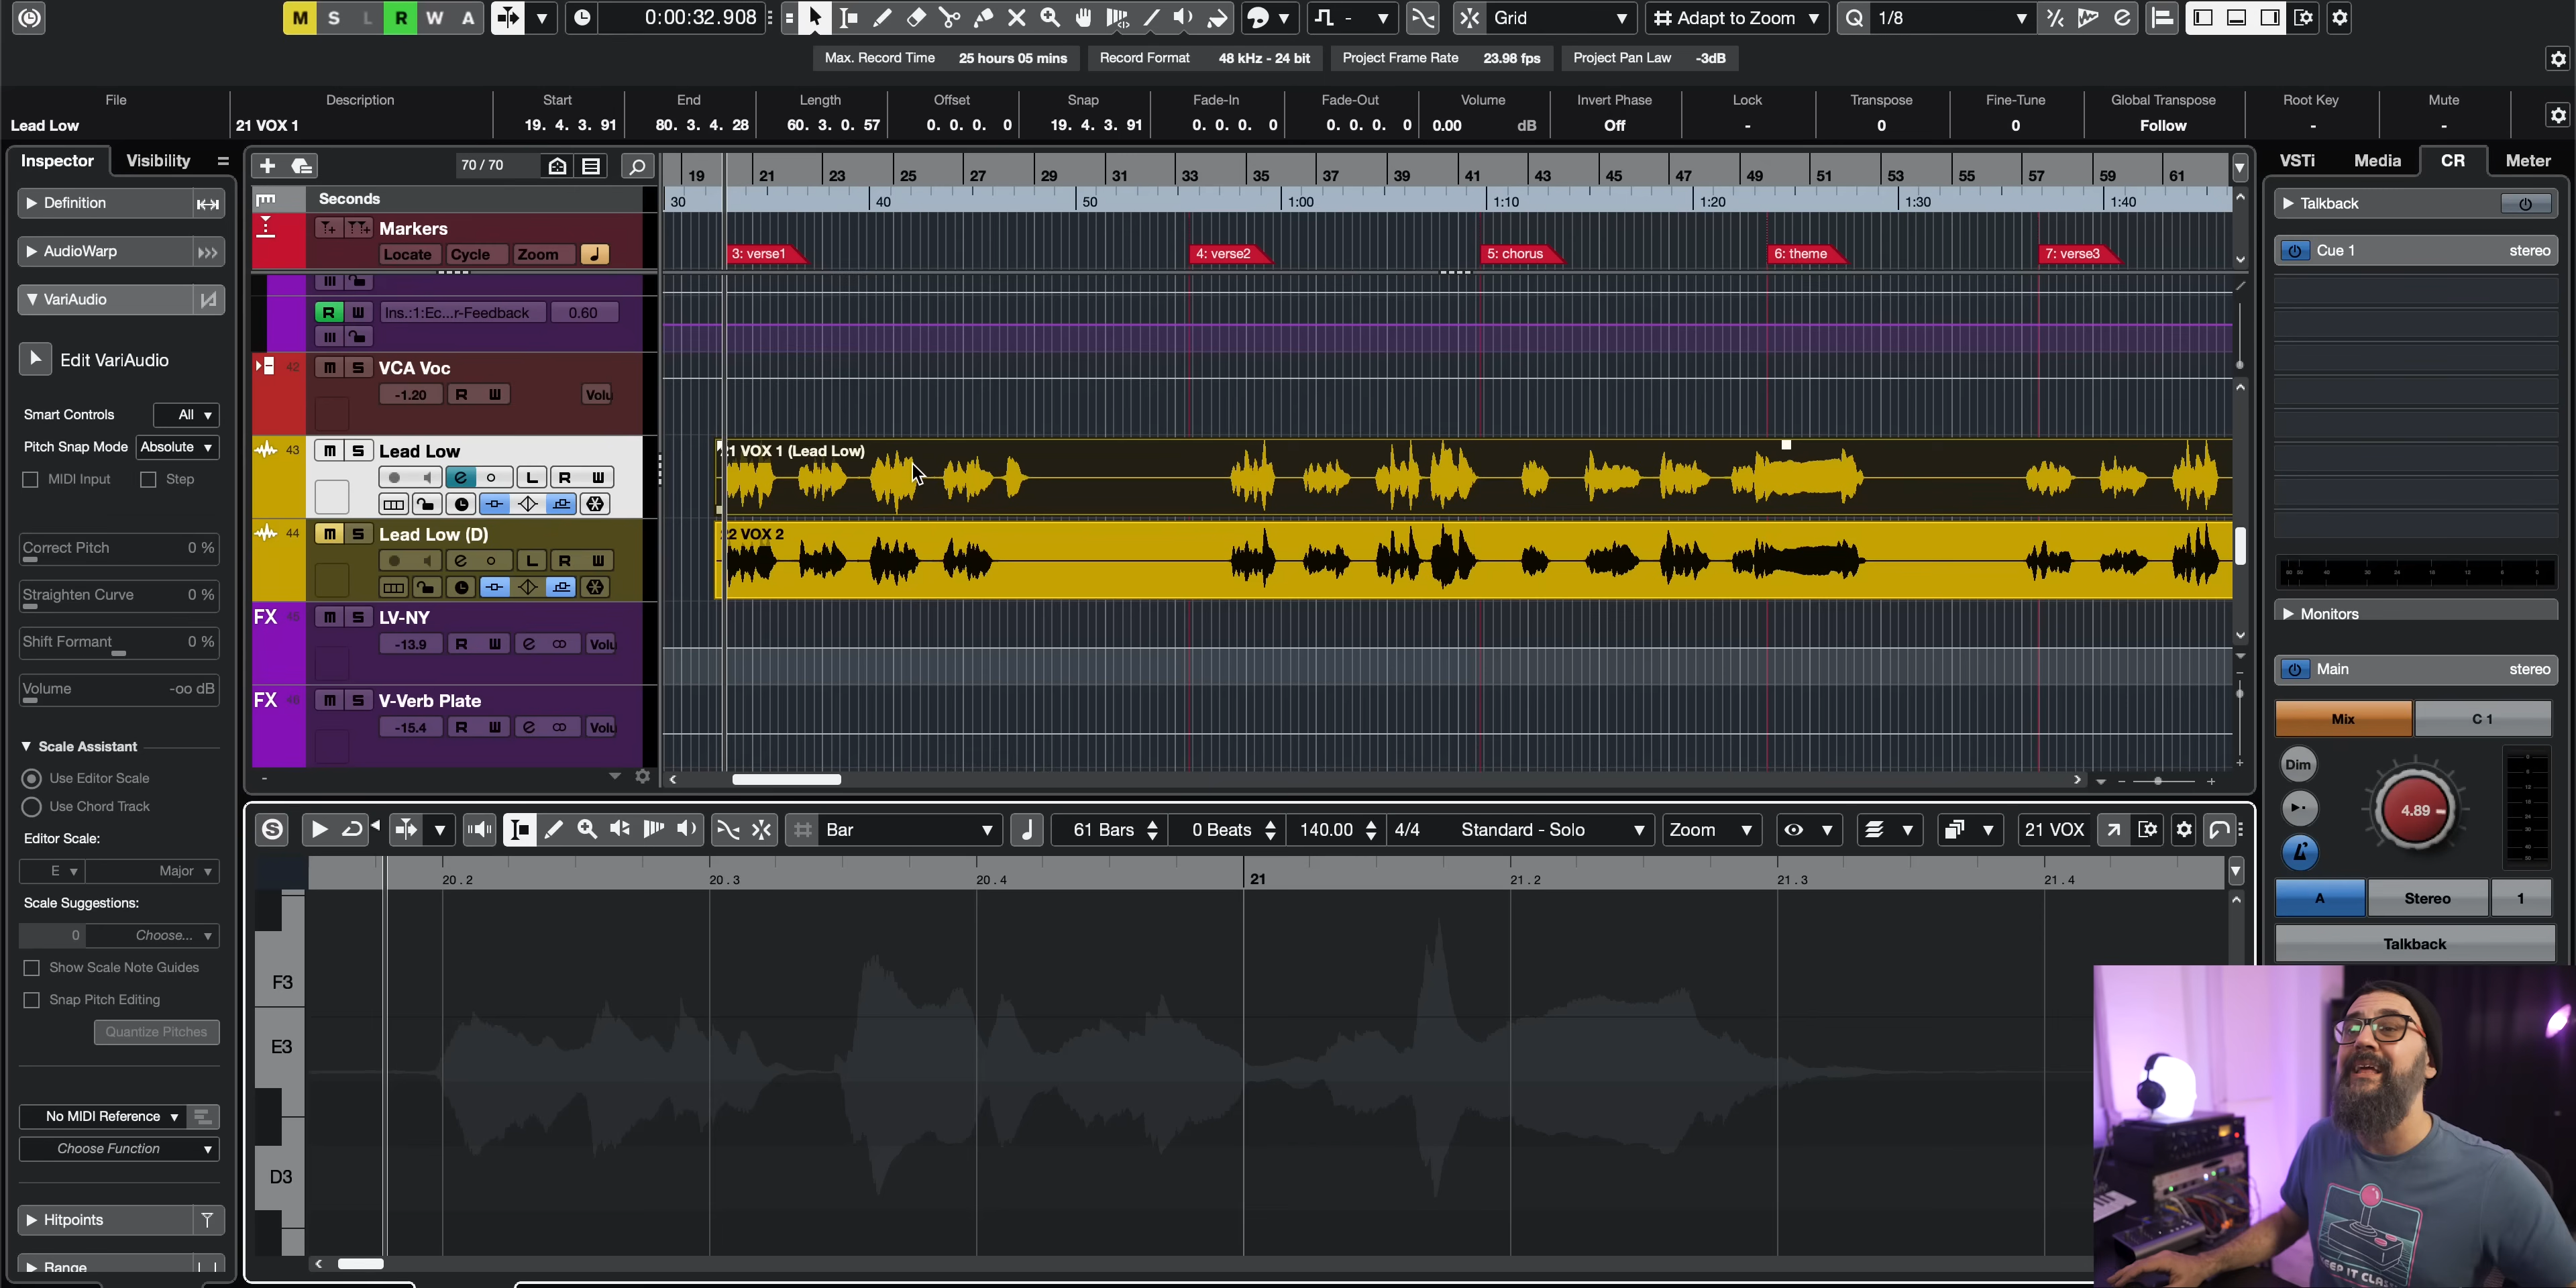 M S L R W A 0:00:32.908 - Grid Adapt to Zoom Q 1/8
Max. Record Time 25 hours 05 mins Record Format 48 kHz - 24 bit Project Frame Rate 23.98 fps Project Pan Law -3dB
File Description Start End Length Offset Snap Fade-In Fade-Out Volume Invert Phase Lock Transpose Fine-Tune Global Transpose Root Key Mute
Lead Low 21 VOX 1 19. 4. 3. 91 80. 3. 4. 28 60. 3. 0. 57 0. 0. 0. 0 19. 4. 3. 91 0. 0. 0. 0 0. 0. 0. 0 0.00 dB Off - 0 0 Follow - -
Inspector Visibility
Definition
AudioWarp
VariAudio
Edit VariAudio
Smart Controls All
Pitch Snap Mode Absolute
MIDI Input Step
Correct Pitch 0 %
Straighten Curve 0 %
Shift Formant 0 %
Volume -oo dB
Scale Assistant
Use Editor Scale
Use Chord Track
Editor Scale:
E Major
Scale Suggestions:
0 Choose...
Show Scale Note Guides
Snap Pitch Editing
Quantize Pitches
No MIDI Reference
Choose Function
Hitpoints
Range
70 / 70
19 21 23 25 27 29 31 33 35 37 39 41 43 45 47 49 51 53 55 57 59 61
Seconds 30 40 50 1:00 1:10 1:20 1:30 1:40
Markers
Locate Cycle Zoom
3: verse1 4: verse2 5: chorus 6: theme 7: verse3
R W Ins.:1:Ec...r-Feedback 0.60
42 M S VCA Voc
-1.20 R W Volu
43 M S Lead Low
L R W
21 VOX 1 (Lead Low)
44 M S Lead Low (D)
L R W
22 VOX 2
FX 45 M S LV-NY
-13.9 R W e Volu
FX 46 M S V-Verb Plate
-15.4 R W e Volu
-
VSTi Media CR Meter
Talkback
Cue 1 stereo
Monitors
Main stereo
Mix C 1
Dim
4.89
A Stereo 1
Talkback
S Bar 61 Bars 0 Beats 140.00 4/4 Standard - Solo Zoom 21 VOX
20.2 20.3 20.4 21 21.2 21.3 21.4
F3
E3
D3